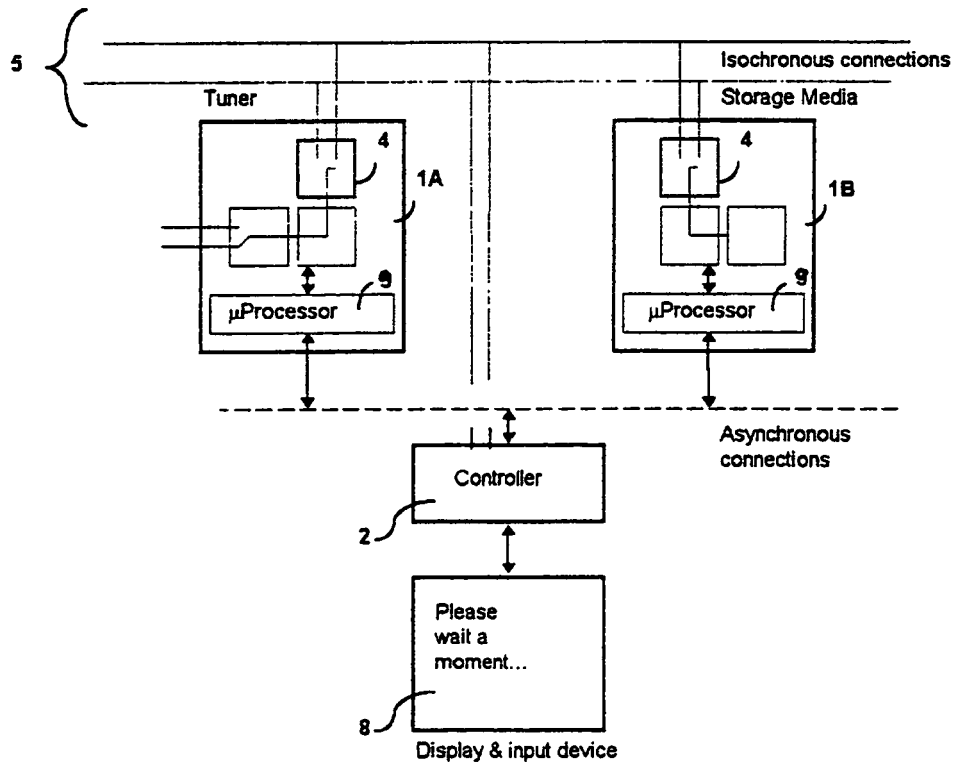 5
Isochronous connections
Tuner
Storage Media
4
4
1A
1B
9
9
µProcessor
µProcessor
Asynchronous
connections
Controller
2
Please
wait a
moment...
8
Display & input device